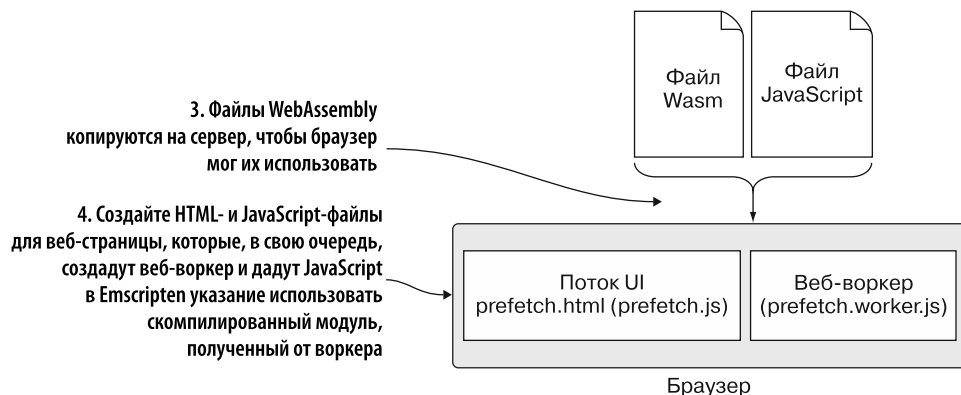 Файл
Wasm
Файл
JavaScript
3. Файлы WebAssembly
копируются на сервер, чтобы браузер
мог их использовать
4. Создайте HTML- и JavaScript-файлы
для веб-страницы, которые, в свою очередь,
создадут веб-воркер и дадут JavaScript
в Emscripten указание использовать
скомпилированный модуль,
полученный от воркера
Поток UI
prefetch.html (prefetch.js)
Веб-воркер
(prefetch.worker.js)
Браузер